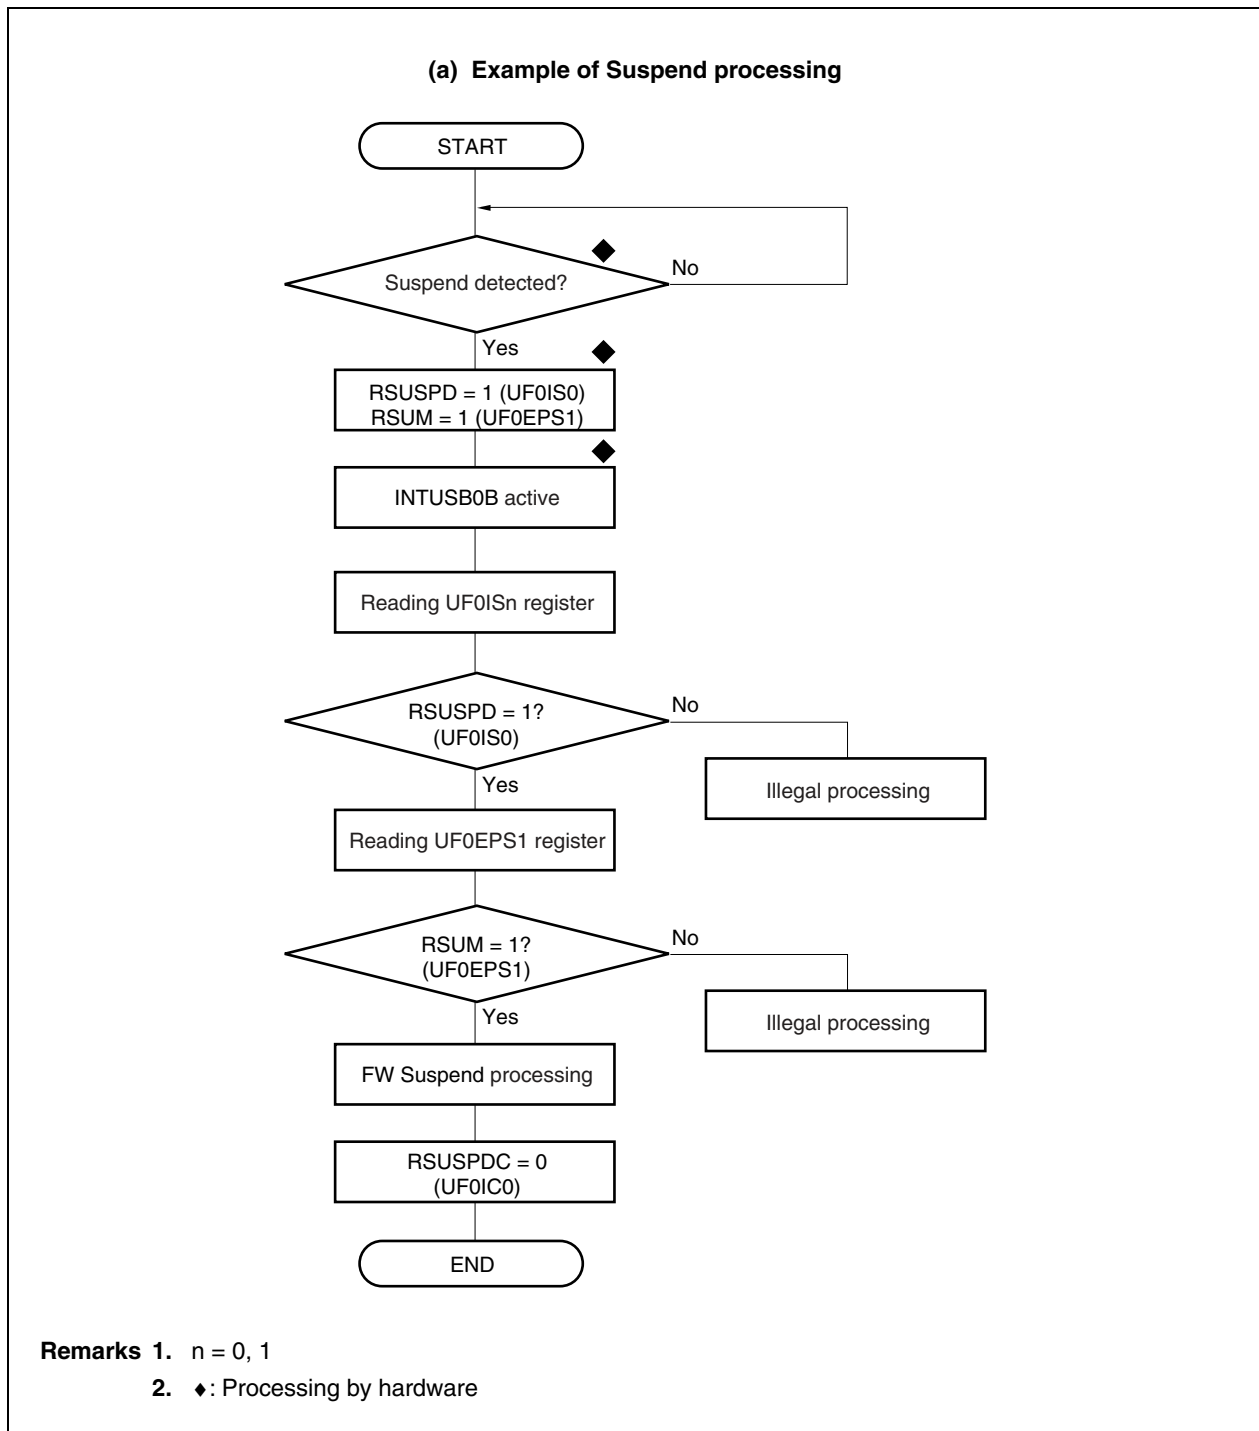 (a) Example of Suspend processing
START
Suspend detected?
No
Yes
RSUSPD = 1 (UF0IS0)
RSUM = 1 (UF0EPS1)
INTUSB0B active
Reading UF0ISn register
RSUSPD = 1?
(UF0IS0)
No
Yes
Illegal processing
Reading UF0EPS1 register
RSUM = 1?
(UF0EPS1)
No
Yes
Illegal processing
FW Suspend processing
RSUSPDC = 0
(UF0IC0)
END
Remarks 1. n = 0, 1
2. ♦: Processing by hardware